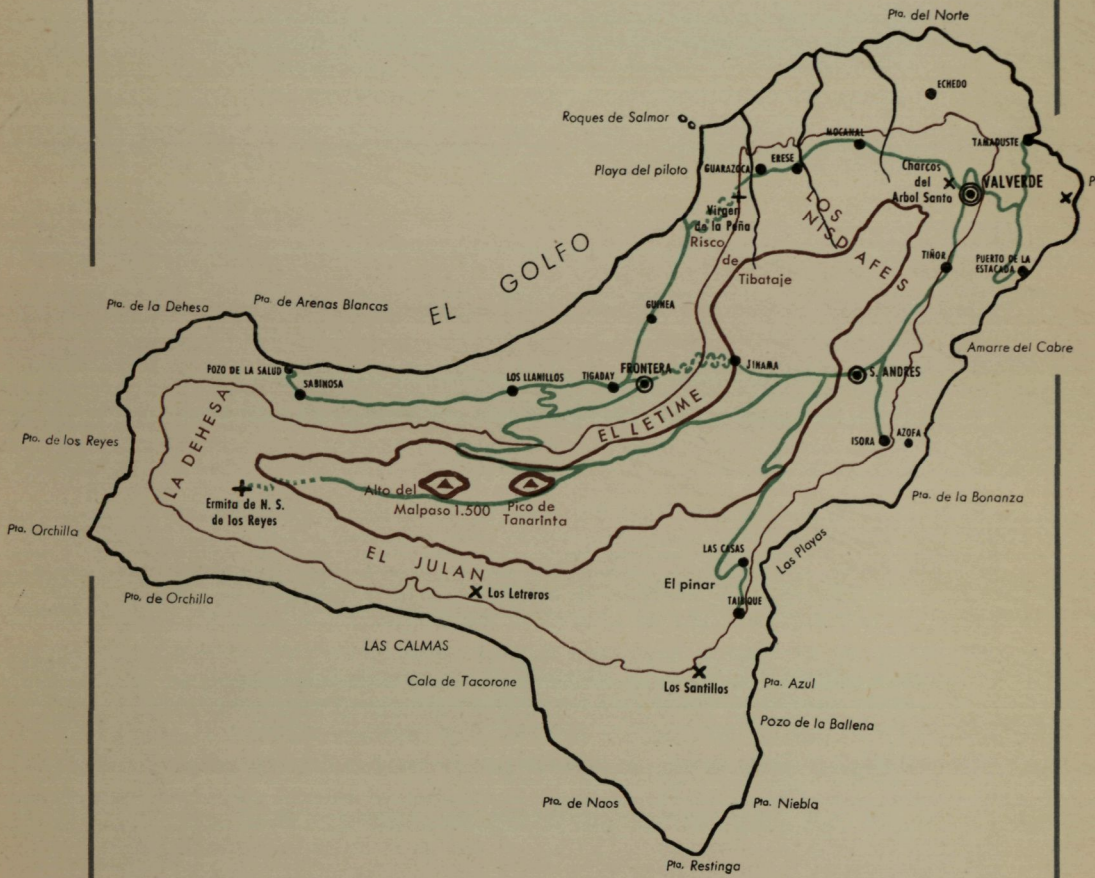 Pta. del Norte
ECHEDO
Roques de Salmor
MOCANAL
TAMADUSTE
Playa del piloto
GUARAZOCA
ERESE
Charcos
del
Arbol Santo
VALVERDE
P
Virgen
de la Peña
LOS
NISDAFES
Risco
de
Tibataje
TIÑOR
PUERTO DE LA
ESTACADA
EL GOLFO
Pta. de la Dehesa
Pta. de Arenas Blancas
GUINEA
Amarre del Cabre
POZO DE LA SALUD
SABINOSA
LOS LLANILLOS
TIGADAY
FRONTERA
JINAMA
S. ANDRES
Pta. de los Reyes
LA DEHESA
EL LETIME
ISORA
AZOFA
Ermita de N. S.
de los Reyes
Alto del
Malpaso 1.500
Pico de
Tanarinta
Pta. de la Bonanza
Pta. Orchilla
EL JULAN
LAS CASAS
Las Playas
El pinar
Pta. de Orchilla
Los Letreros
TAIBIQUE
LAS CALMAS
Cala de Tacorone
Los Santillos
Pta. Azul
Pozo de la Ballena
Pta. de Naos
Pta. Niebla
Pta. Restinga